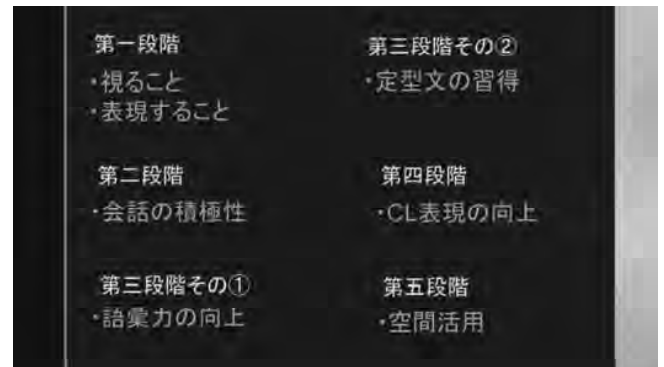 第一段階
・視ること
・表現すること
第二段階
・会話の積極性
第三段階その①
・語彙力の向上
第三段階その②
・定型文の習得
第四段階
・CL表現の向上
第五段階
・空間活用